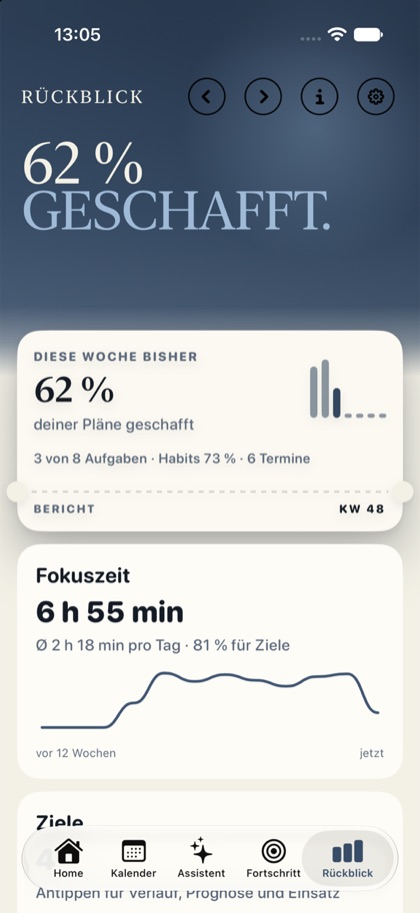 13:05
RÜCKBLICK
62 %
GESCHAFFT.
DIESE WOCHE BISHER
62 %
deiner Pläne geschafft
3 von 8 Aufgaben · Habits 73 % · 6 Termine
BERICHT KW 48
Fokuszeit
6 h 55 min
Ø 2 h 18 min pro Tag · 81 % für Ziele
vor 12 Wochen jetzt
Ziele
Home Kalender Assistent Fortschritt Rückblick
Antippen für Verlauf, Prognose und Einsatz